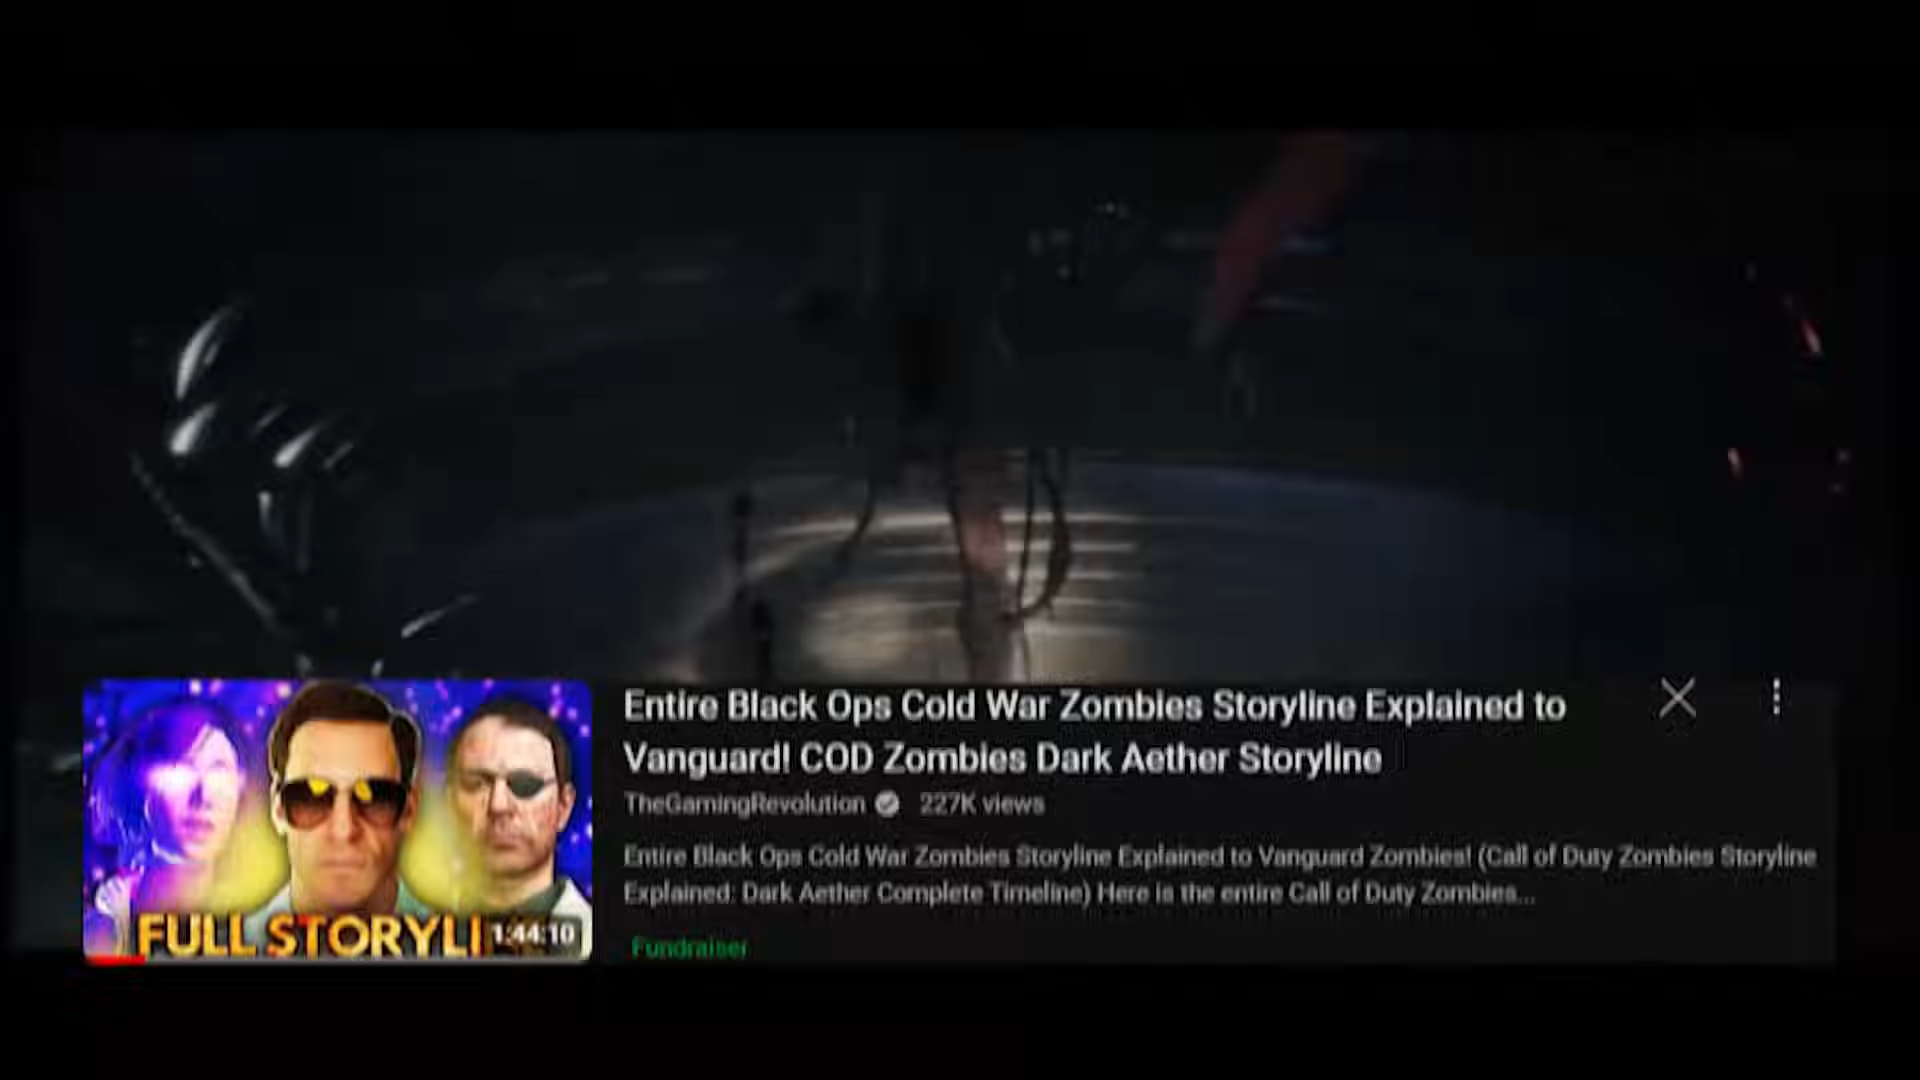 Entire Black Ops Cold War Zombies Storyline Explained to
Vanguard! COD Zombies Dark Aether Storyline
TheGamingRevolution 227K views
Entire Black Ops Cold War Zombies Storyline Explained to Vanguard Zombies! (Call of Duty Zombies Storyline
Explained: Dark Aether Complete Timeline) Here is the entire Call of Duty Zombies...
FULL STORYLI
1:44:10
Fundraiser